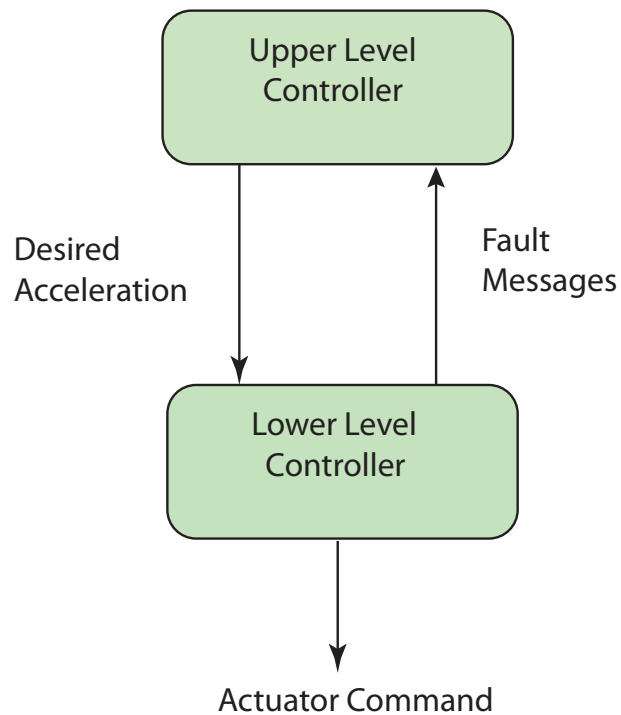 Upper Level
Controller
Desired
Acceleration
Fault
Messages
Lower Level
Controller
Actuator Command